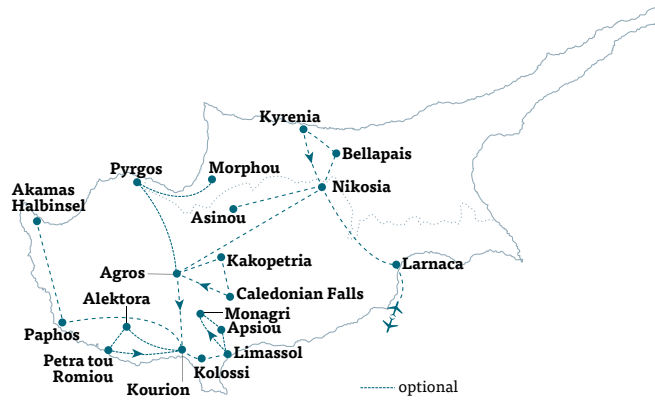 Kyrenia
Bellapais
Pyrgos
Morphou
Nikosia
Akamas
Halbinsel
Asinou
Kakopetria
Larnaca
Agros
Caledonian Falls
Alektora
Monagri
Apsiou
Paphos
Limassol
Petra tou
Romiou
Kolossi
Kourion
optional